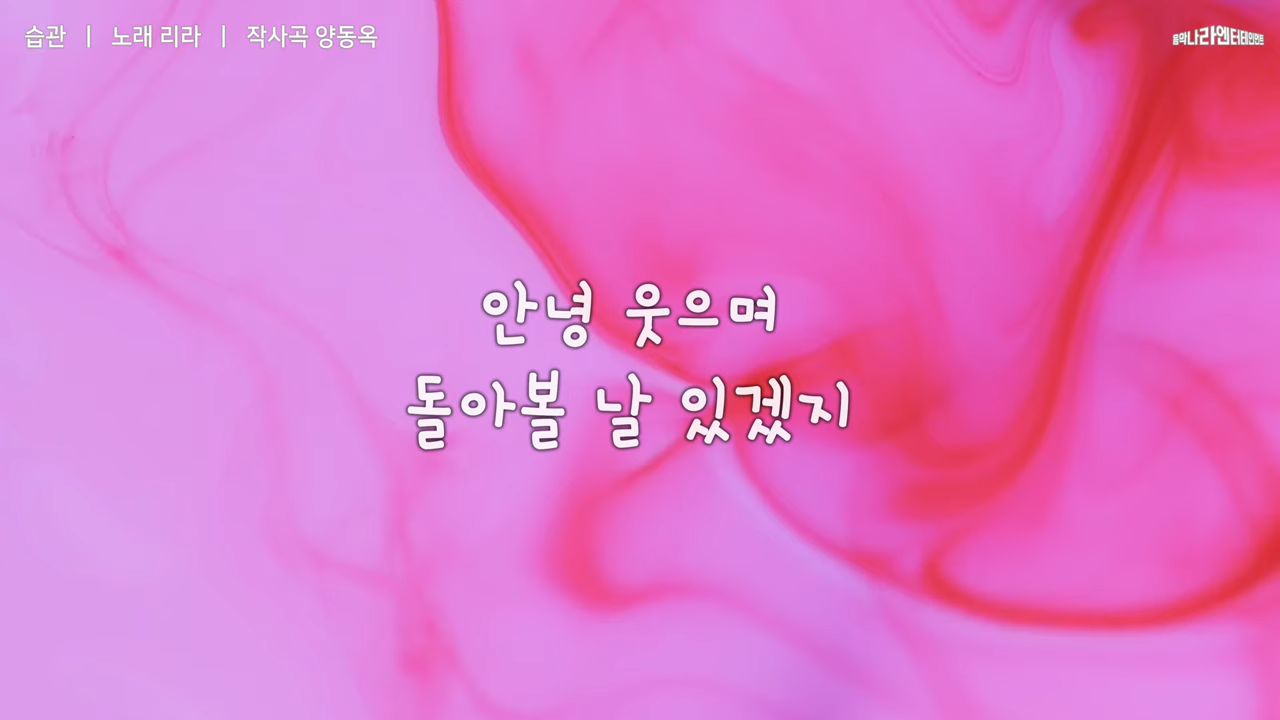 습관 | 노래 리라 | 작사곡 양동옥
음악나라엔터테인먼트
안녕 웃으며
돌아볼 날 있겠지